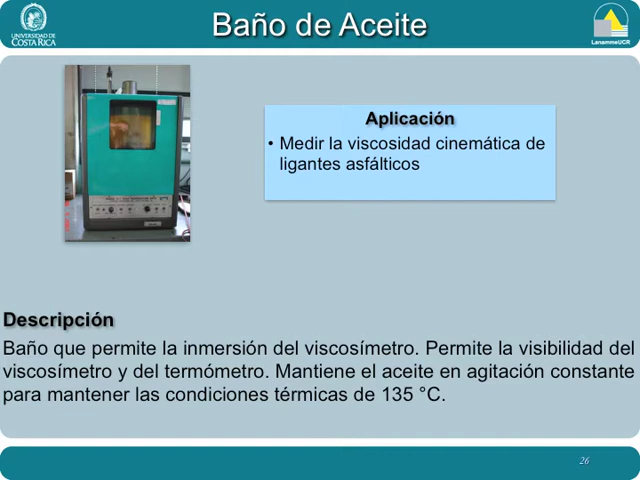 UNIVERSIDAD DE
COSTA RICA
Baño de Aceite
LanammeUCR
Aplicación
• Medir la viscosidad cinemática de
ligantes asfálticos
Descripción
Baño que permite la inmersión del viscosímetro. Permite la visibilidad del
viscosímetro y del termómetro. Mantiene el aceite en agitación constante
para mantener las condiciones térmicas de 135 °C.
26